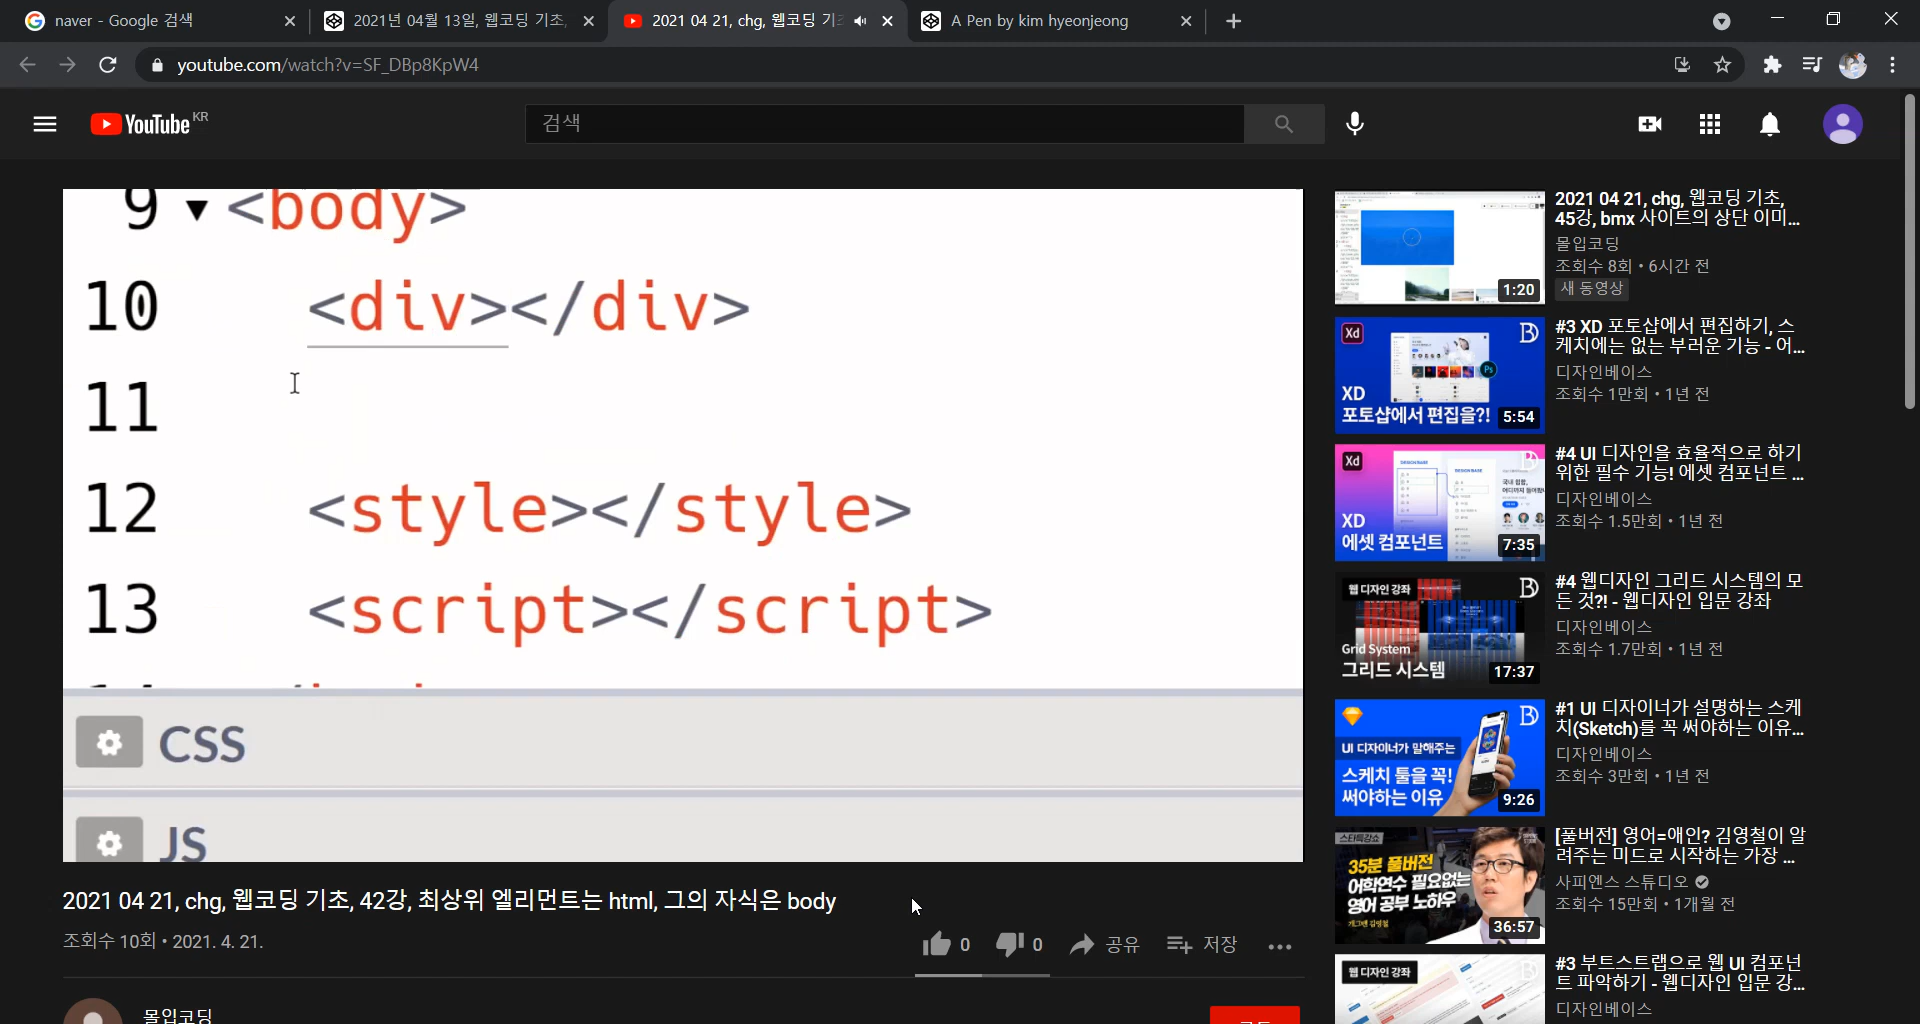 naver - Google 검색
2021년 04월 13일, 웹코딩 기초,
2021 04 21, chg, 웹코딩 기초
A Pen by kim hyeonjeong
youtube.com/watch?v=SF_DBp8KpW4
YouTube KR
검색
9 ▼ <body>
10 <div></div>
11
12 <style></style>
13 <script></script>
CSS
JS
2021 04 21, chg, 웹코딩 기초, 42강, 최상위 엘리먼트는 html, 그의 자식은 body
조회수 10회 • 2021. 4. 21.
0
0
공유
저장
몰입코딩
1:20
2021 04 21, chg, 웹코딩 기초,
45강, bmx 사이트의 상단 이미...
몰입코딩
조회수 8회 • 6시간 전
새 동영상
Xd
Ps
XD
포토샵에서 편집을?!
5:54
#3 XD 포토샵에서 편집하기, 스
케치에는 없는 부러운 기능 - 어...
디자인베이스
조회수 1만회 • 1년 전
Xd
XD
에셋 컴포넌트
7:35
#4 UI 디자인을 효율적으로 하기
위한 필수 기능! 에셋 컴포넌트 ...
디자인베이스
조회수 1.5만회 • 1년 전
웹 디자인 강좌
Grid System
그리드 시스템
17:37
#4 웹디자인 그리드 시스템의 모
든 것?! - 웹디자인 입문 강좌
디자인베이스
조회수 1.7만회 • 1년 전
UI 디자이너가 말해주는
스케치 툴을 꼭!
써야하는 이유
9:26
#1 UI 디자이너가 설명하는 스케
치(Sketch)를 꼭 써야하는 이유...
디자인베이스
조회수 3만회 • 1년 전
스타특강쇼
35분 풀버전
어학연수 필요없는
영어 공부 노하우
개그맨 김영철
36:57
[풀버전] 영어=애인? 김영철이 알
려주는 미드로 시작하는 가장 ...
사피엔스 스튜디오
조회수 15만회 • 1개월 전
웹 디자인 강좌
#3 부트스트랩으로 웹 UI 컴포넌
트 파악하기 - 웹디자인 입문 강...
디자인베이스